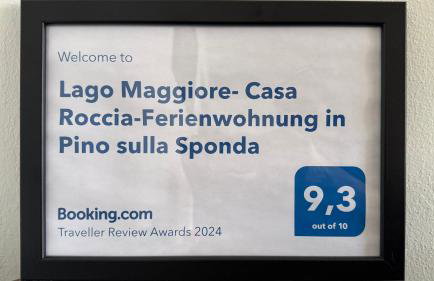 Welcome to
Lago Maggiore- Casa
Roccia-Ferienwohnung in
Pino sulla Sponda
9,3
out of 10
Booking.com
Traveller Review Awards 2024